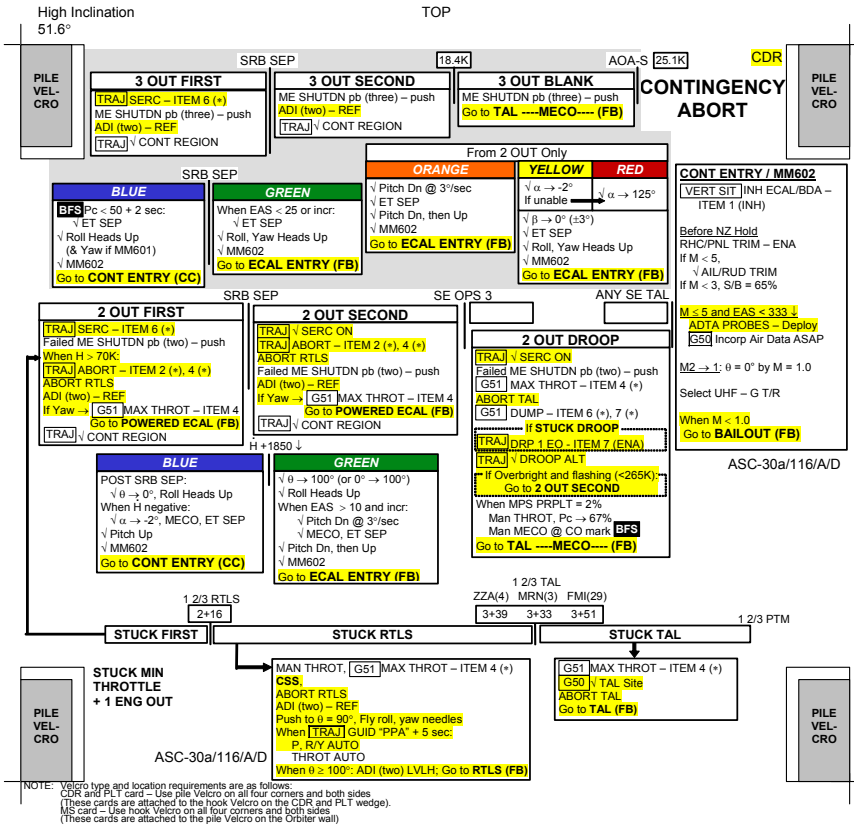 High Inclination
51.6°
TOP
PILE
VEL-
CRO
SRB SEP
18.4K
AOA-S 25.1K
CDR
PILE
VEL-
CRO
CONTINGENCY
ABORT
3 OUT FIRST
TRAJ SERC – ITEM 6 (*)
ME SHUTDN pb (three) – push
ADI (two) – REF
TRAJ √ CONT REGION
3 OUT SECOND
ME SHUTDN pb (three) – push
ADI (two) – REF
TRAJ √ CONT REGION
3 OUT BLANK
ME SHUTDN pb (three) – push
Go to TAL ----MECO---- (FB)
SRB SEP
BLUE
BFS Pc < 50 + 2 sec:
√ ET SEP
√ Roll Heads Up
(& Yaw if MM601)
√ MM602
Go to CONT ENTRY (CC)
GREEN
When EAS < 25 or incr:
√ ET SEP
√ Roll, Yaw Heads Up
√ MM602
Go to ECAL ENTRY (FB)
From 2 OUT Only
ORANGE
√ Pitch Dn @ 3°/sec
√ ET SEP
√ Pitch Dn, then Up
√ MM602
Go to ECAL ENTRY (FB)
YELLOW
√ α → -2°
If unable
RED
√ α → 125°
√ β → 0° (±3°)
√ ET SEP
√ Roll, Yaw Heads Up
√ MM602
Go to ECAL ENTRY (FB)
CONT ENTRY / MM602
VERT SIT INH ECAL/BDA –
ITEM 1 (INH)
Before NZ Hold
RHC/PNL TRIM – ENA
If M < 5,
√ AIL/RUD TRIM
If M < 3, S/B = 65%
M ≤ 5 and EAS < 333 ↓
ADTA PROBES – Deploy
G50 Incorp Air Data ASAP
M2 → 1: θ = 0° by M = 1.0
Select UHF – G T/R
When M < 1.0
Go to BAILOUT (FB)
ASC-30a/116/A/D
SRB SEP
SE OPS 3
ANY SE TAL
2 OUT FIRST
TRAJ SERC – ITEM 6 (*)
Failed ME SHUTDN pb (two) – push
When H > 70K:
TRAJ ABORT – ITEM 2 (*), 4 (*)
ABORT RTLS
ADI (two) – REF
If Yaw → G51 MAX THROT – ITEM 4
Go to POWERED ECAL (FB)
TRAJ √ CONT REGION
2 OUT SECOND
TRAJ √ SERC ON
TRAJ ABORT – ITEM 2 (*), 4 (*)
ABORT RTLS
Failed ME SHUTDN pb (two) – push
ADI (two) – REF
If Yaw → G51 MAX THROT – ITEM 4
Go to POWERED ECAL (FB)
TRAJ √ CONT REGION
2 OUT DROOP
TRAJ √ SERC ON
Failed ME SHUTDN pb (two) – push
G51 MAX THROT – ITEM 4 (*)
ABORT TAL
G51 DUMP – ITEM 6 (*), 7 (*)
If STUCK DROOP
TRAJ DRP 1 EO - ITEM 7 (ENA)
TRAJ √ DROOP ALT
If Overbright and flashing (<265K):
Go to 2 OUT SECOND
When MPS PRPLT = 2%
Man THROT, Pc → 67%
Man MECO @ CO mark BFS
Go to TAL ----MECO---- (FB)
Ḣ +1850 ↓
BLUE
POST SRB SEP:
√ θ → 0°, Roll Heads Up
When Ḣ negative:
√ α → -2°, MECO, ET SEP
√ Pitch Up
√ MM602
Go to CONT ENTRY (CC)
GREEN
√ θ → 100° (or 0° → 100°)
√ Roll Heads Up
When EAS > 10 and incr:
√ Pitch Dn @ 3°/sec
√ MECO, ET SEP
√ Pitch Dn, then Up
√ MM602
Go to ECAL ENTRY (FB)
1 2/3 RTLS
2+16
1 2/3 TAL
ZZA(4) MRN(3) FMI(29)
3+39 3+33 3+51
1 2/3 PTM
STUCK FIRST
STUCK RTLS
STUCK TAL
STUCK MIN
THROTTLE
+ 1 ENG OUT
MAN THROT, G51 MAX THROT – ITEM 4 (*)
CSS,
ABORT RTLS
ADI (two) – REF
Push to θ = 90°, Fly roll, yaw needles
When TRAJ GUID “PPA” + 5 sec:
P, R/Y AUTO
THROT AUTO
When θ ≥ 100°: ADI (two) LVLH; Go to RTLS (FB)
G51 MAX THROT – ITEM 4 (*)
G50 √ TAL Site
ABORT TAL
Go to TAL (FB)
PILE
VEL-
CRO
ASC-30a/116/A/D
PILE
VEL-
CRO
NOTE: Velcro type and location requirements are as follows:
CDR and PLT card – Use pile Velcro on all four corners and both sides
(These cards are attached to the hook Velcro on the CDR and PLT wedge).
MS card – Use hook Velcro on all four corners and both sides
(These cards are attached to the pile Velcro on the Orbiter wall)